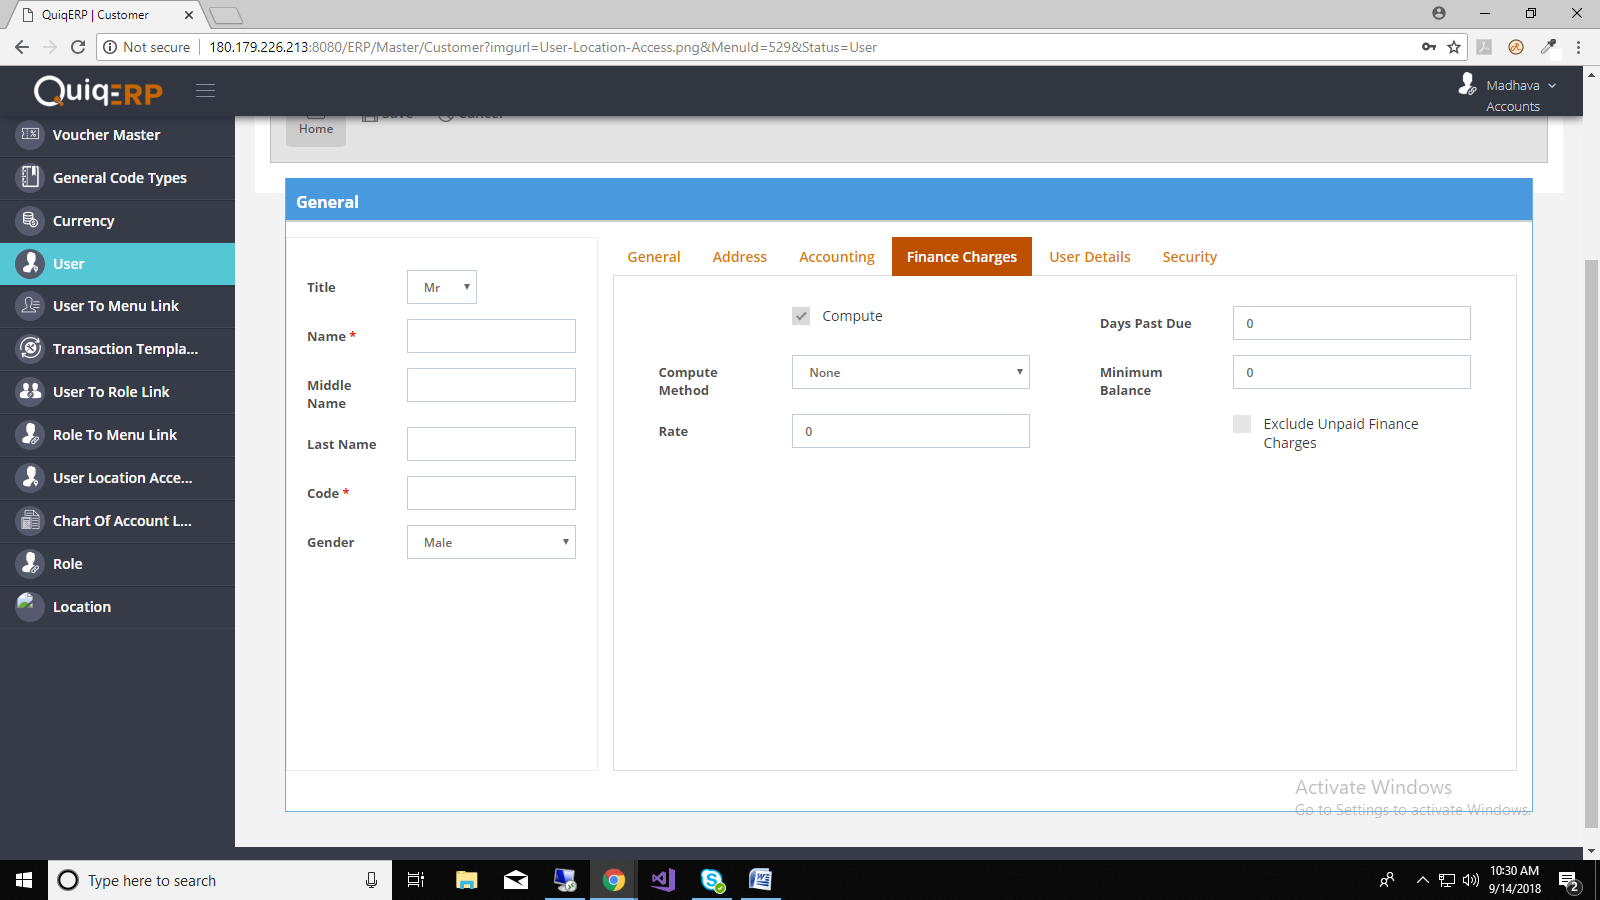 QuiqERP | Customer
Not secure
180.179.226.213:8080/ERP/Master/Customer?imgurl=User-Location-Access.png&MenuId=529&Status=User
QuiqERP
Madhava
Accounts
Home
Save
Cancel
Voucher Master
General Code Types
Currency
User
User To Menu Link
Transaction Templa...
User To Role Link
Role To Menu Link
User Location Acce...
Chart Of Account L...
Role
Location
General
Title
Mr
Name *
Middle
Name
Last Name
Code *
Gender
Male
General
Address
Accounting
Finance Charges
User Details
Security
Compute
Compute
Method
None
Rate
0
Days Past Due
0
Minimum
Balance
0
Exclude Unpaid Finance
Charges
Activate Windows
Go to Settings to activate Windows.
Type here to search
10:30 AM
9/14/2018
2